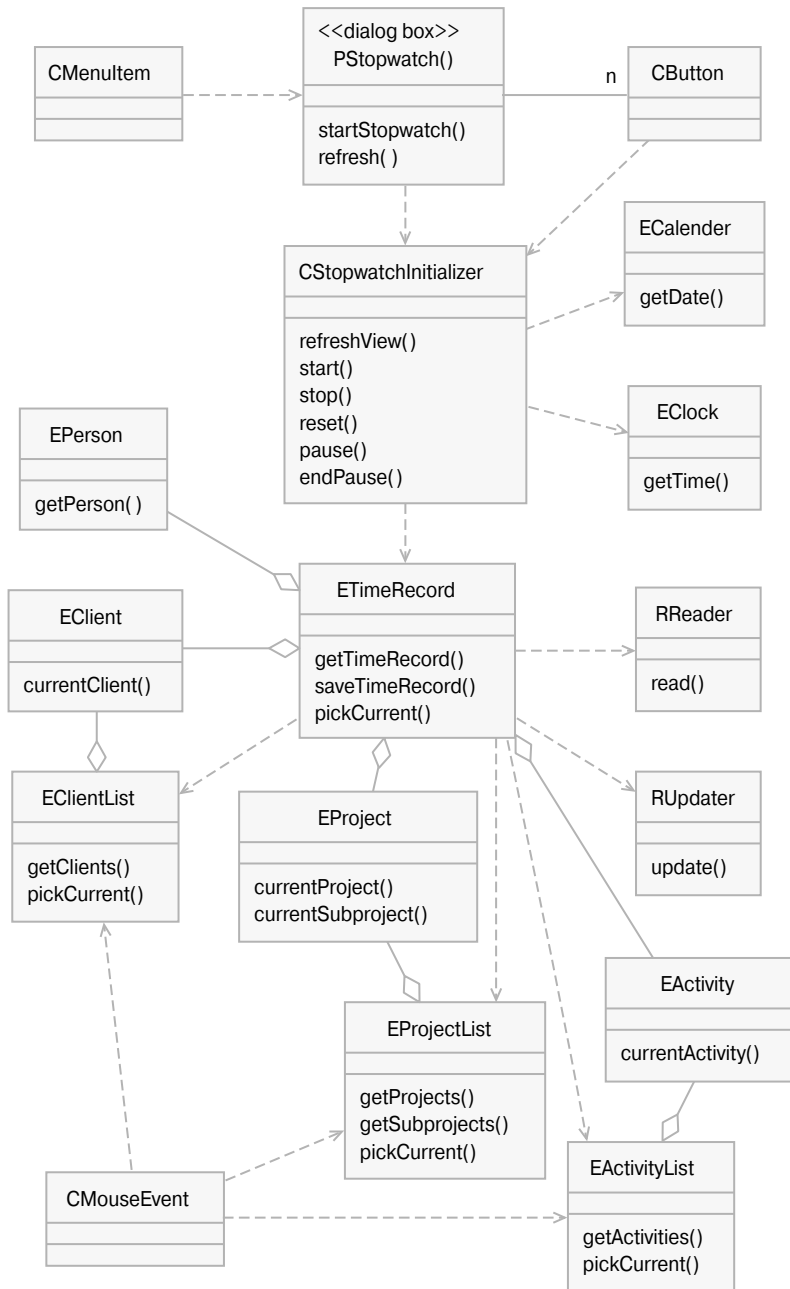 <<dialog box>>
PStopwatch()
startStopwatch()
refresh( )
CMenuItem
n
CButton
CStopwatchInitializer
refreshView()
start()
stop()
reset()
pause()
endPause()
ECalender
getDate()
EClock
getTime()
EPerson
getPerson( )
ETimeRecord
getTimeRecord()
saveTimeRecord()
pickCurrent()
EClient
currentClient()
RReader
read()
EClientList
getClients()
pickCurrent()
EProject
currentProject()
currentSubproject()
RUpdater
update()
EActivity
currentActivity()
EProjectList
getProjects()
getSubprojects()
pickCurrent()
CMouseEvent
EActivityList
getActivities()
pickCurrent()